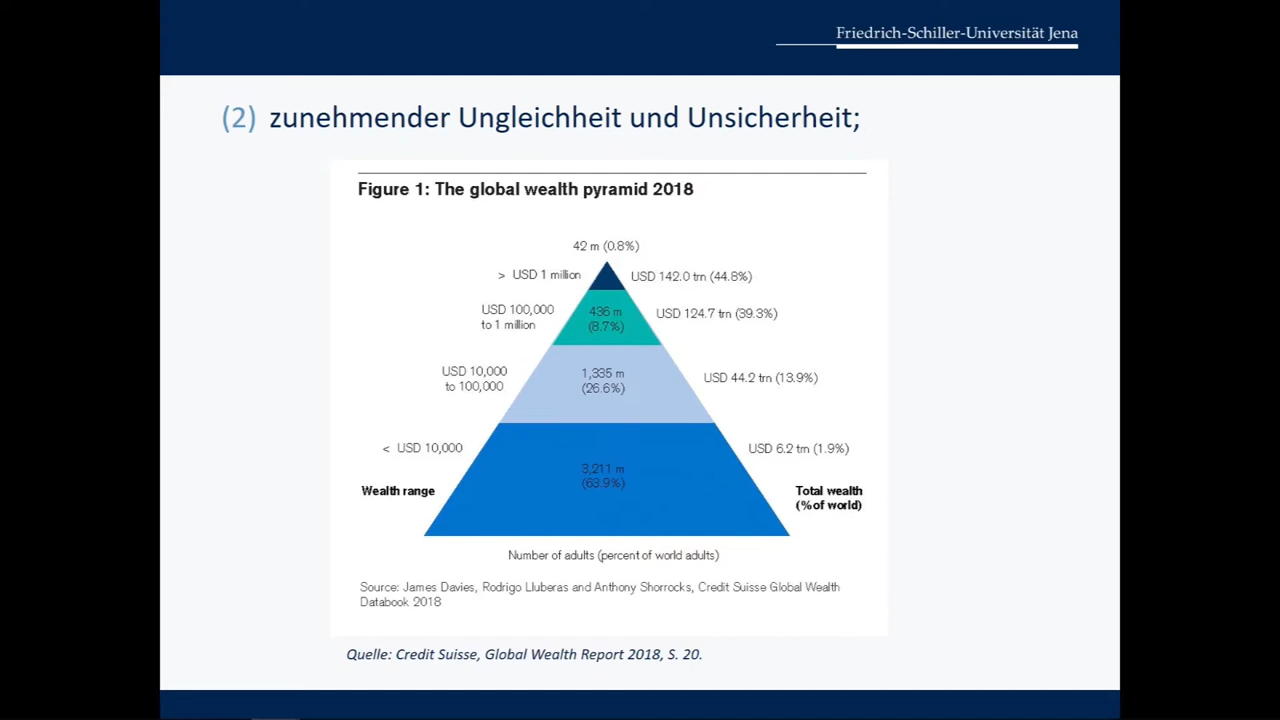 Friedrich-Schiller-Universität Jena
(2) zunehmender Ungleichheit und Unsicherheit;
Figure 1: The global wealth pyramid 2018
42 m (0.8%)
> USD 1 million
USD 142.0 trn (44.8%)
USD 100,000
to 1 million
436 m
(8.7%)
USD 124.7 trn (39.3%)
USD 10,000
to 100,000
1,335 m
(26.6%)
USD 44.2 trn (13.9%)
< USD 10,000
3,211 m
(63.9%)
USD 6.2 trn (1.9%)
Wealth range
Total wealth
(% of world)
Number of adults (percent of world adults)
Source: James Davies, Rodrigo Lluberas and Anthony Shorrocks, Credit Suisse Global Wealth
Databook 2018
Quelle: Credit Suisse, Global Wealth Report 2018, S. 20.